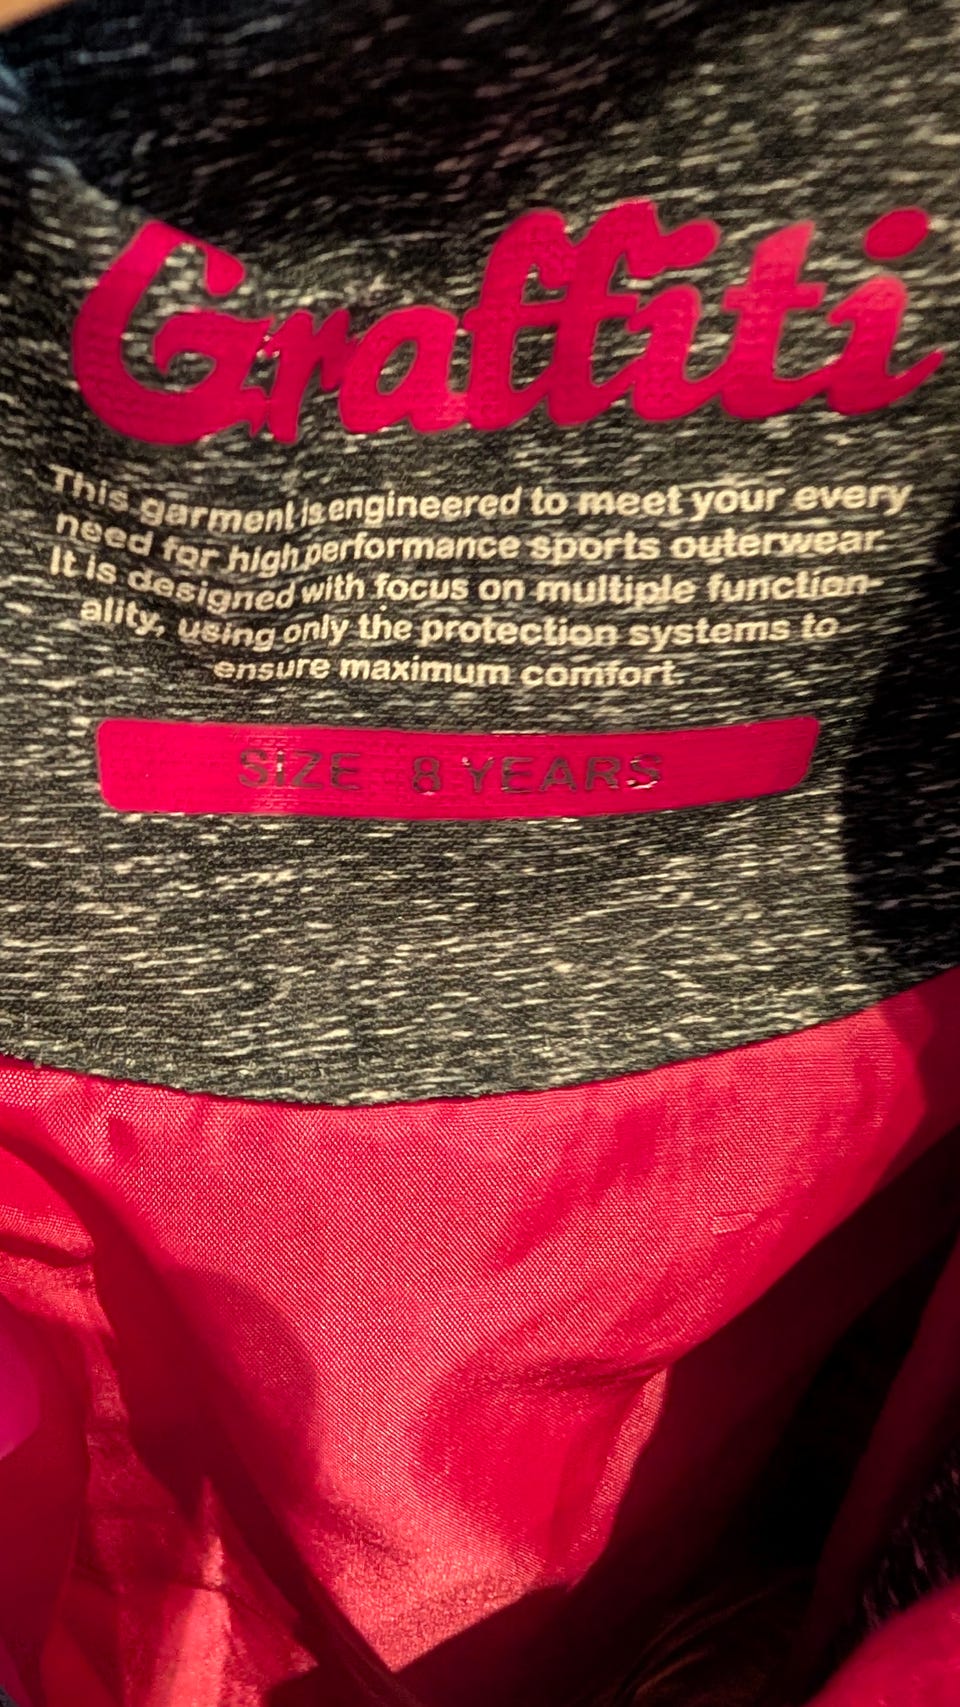 Graffiti
This garment is engineered to meet your every
need for high performance sports outerwear.
It is designed with focus on multiple function-
ality, using only the protection systems to
ensure maximum comfort.
SIZE 8 YEARS